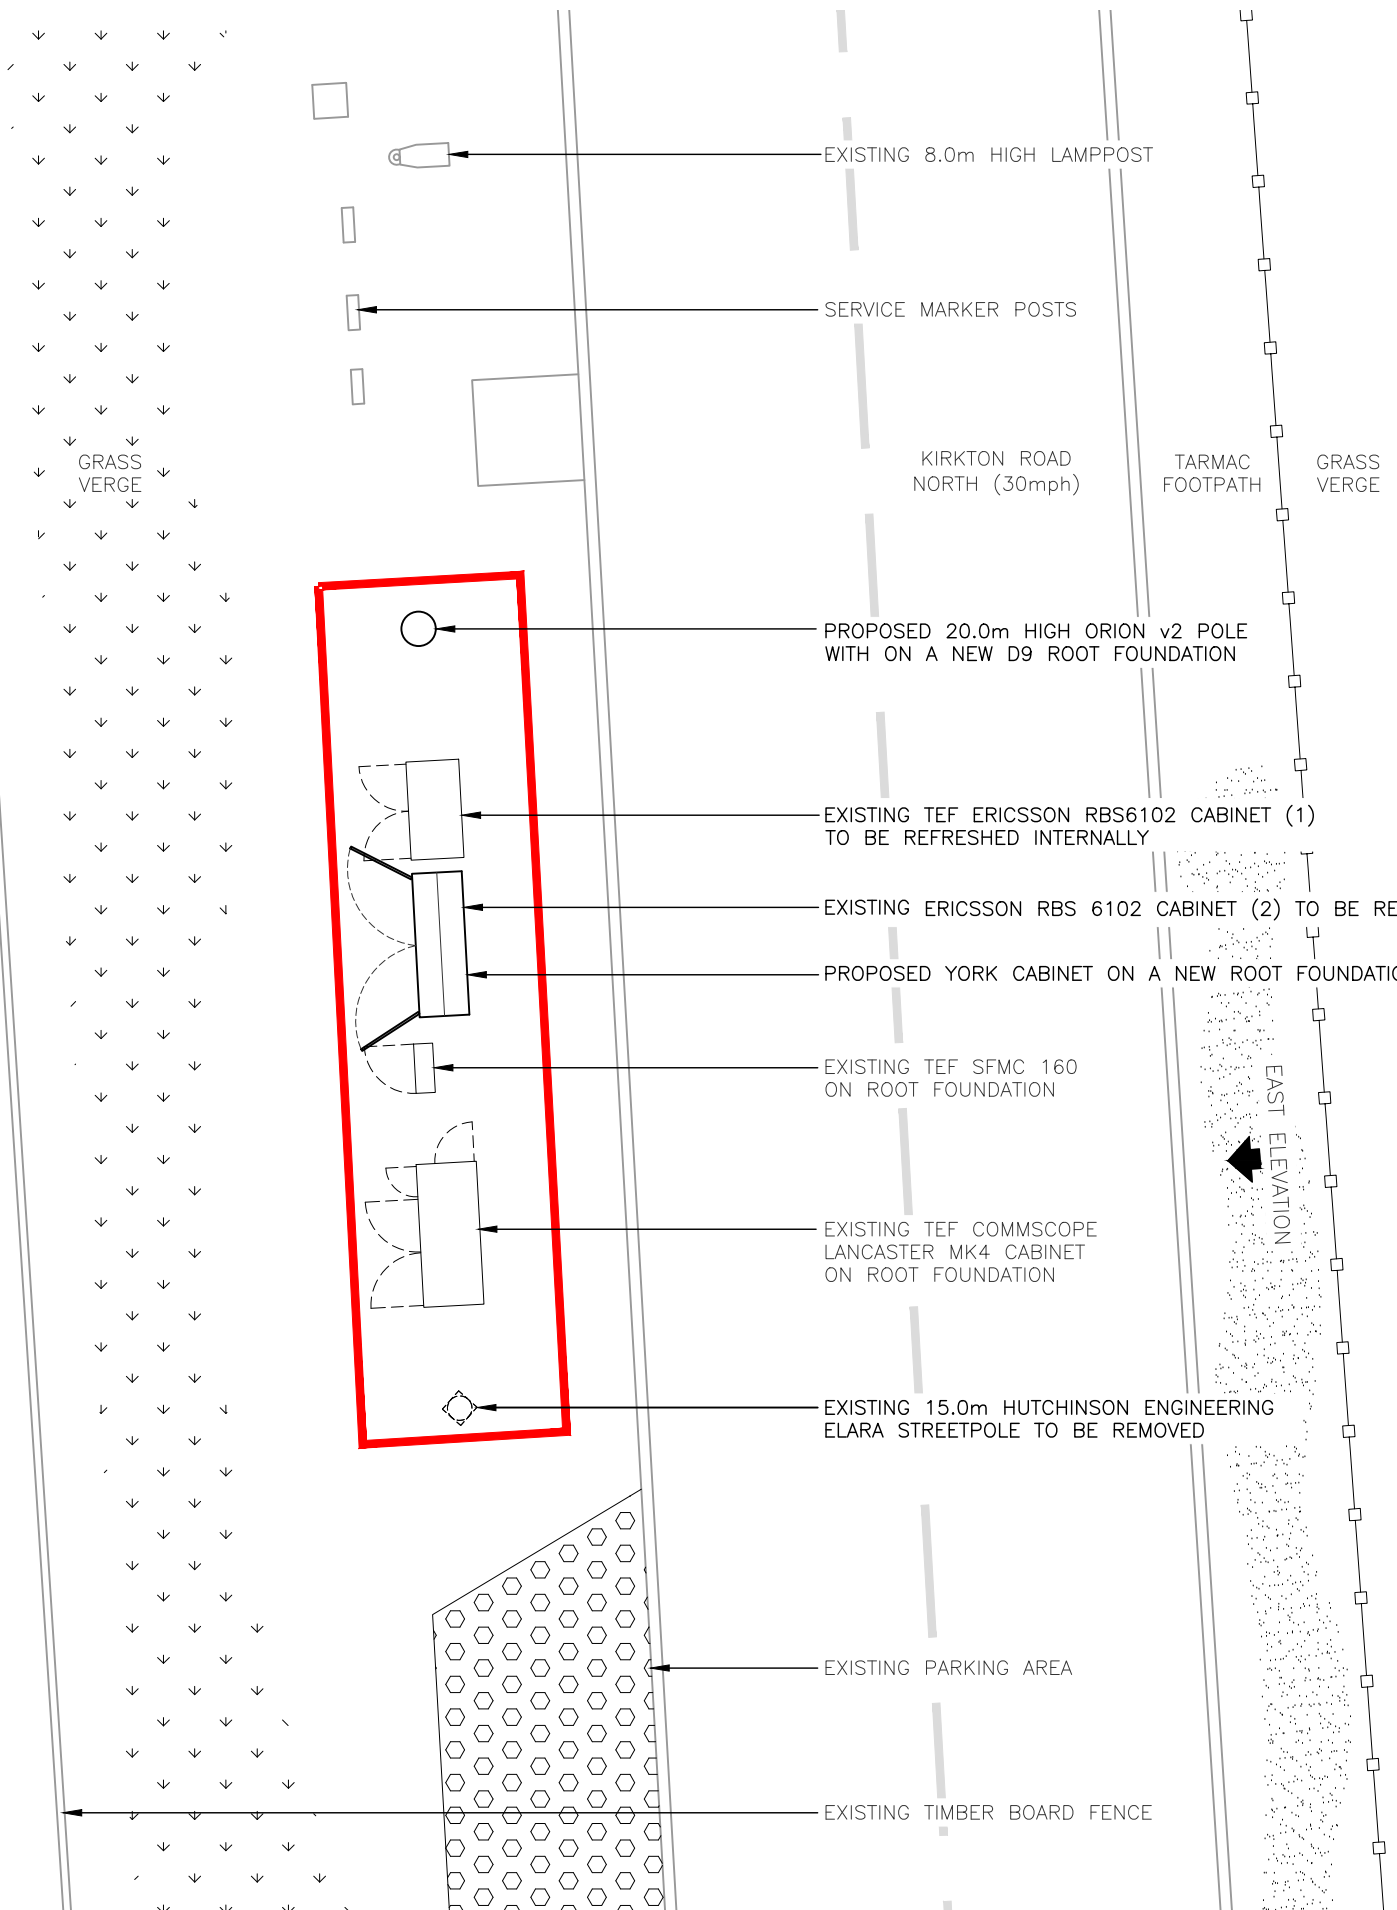 EXISTING 8.0m HIGH LAMPPOST
SERVICE MARKER POSTS
GRASS
VERGE
KIRKTON ROAD
NORTH (30mph)
TARMAC
FOOTPATH
GRASS
VERGE
PROPOSED 20.0m HIGH ORION v2 POLE
WITH ON A NEW D9 ROOT FOUNDATION
EXISTING TEF ERICSSON RBS6102 CABINET (1)
TO BE REFRESHED INTERNALLY
EXISTING ERICSSON RBS 6102 CABINET (2) TO BE RE
PROPOSED YORK CABINET ON A NEW ROOT FOUNDATIO
EXISTING TEF SFMC 160
ON ROOT FOUNDATION
EAST ELEVATION
EXISTING TEF COMMSCOPE
LANCASTER MK4 CABINET
ON ROOT FOUNDATION
EXISTING 15.0m HUTCHINSON ENGINEERING
ELARA STREETPOLE TO BE REMOVED
EXISTING PARKING AREA
EXISTING TIMBER BOARD FENCE